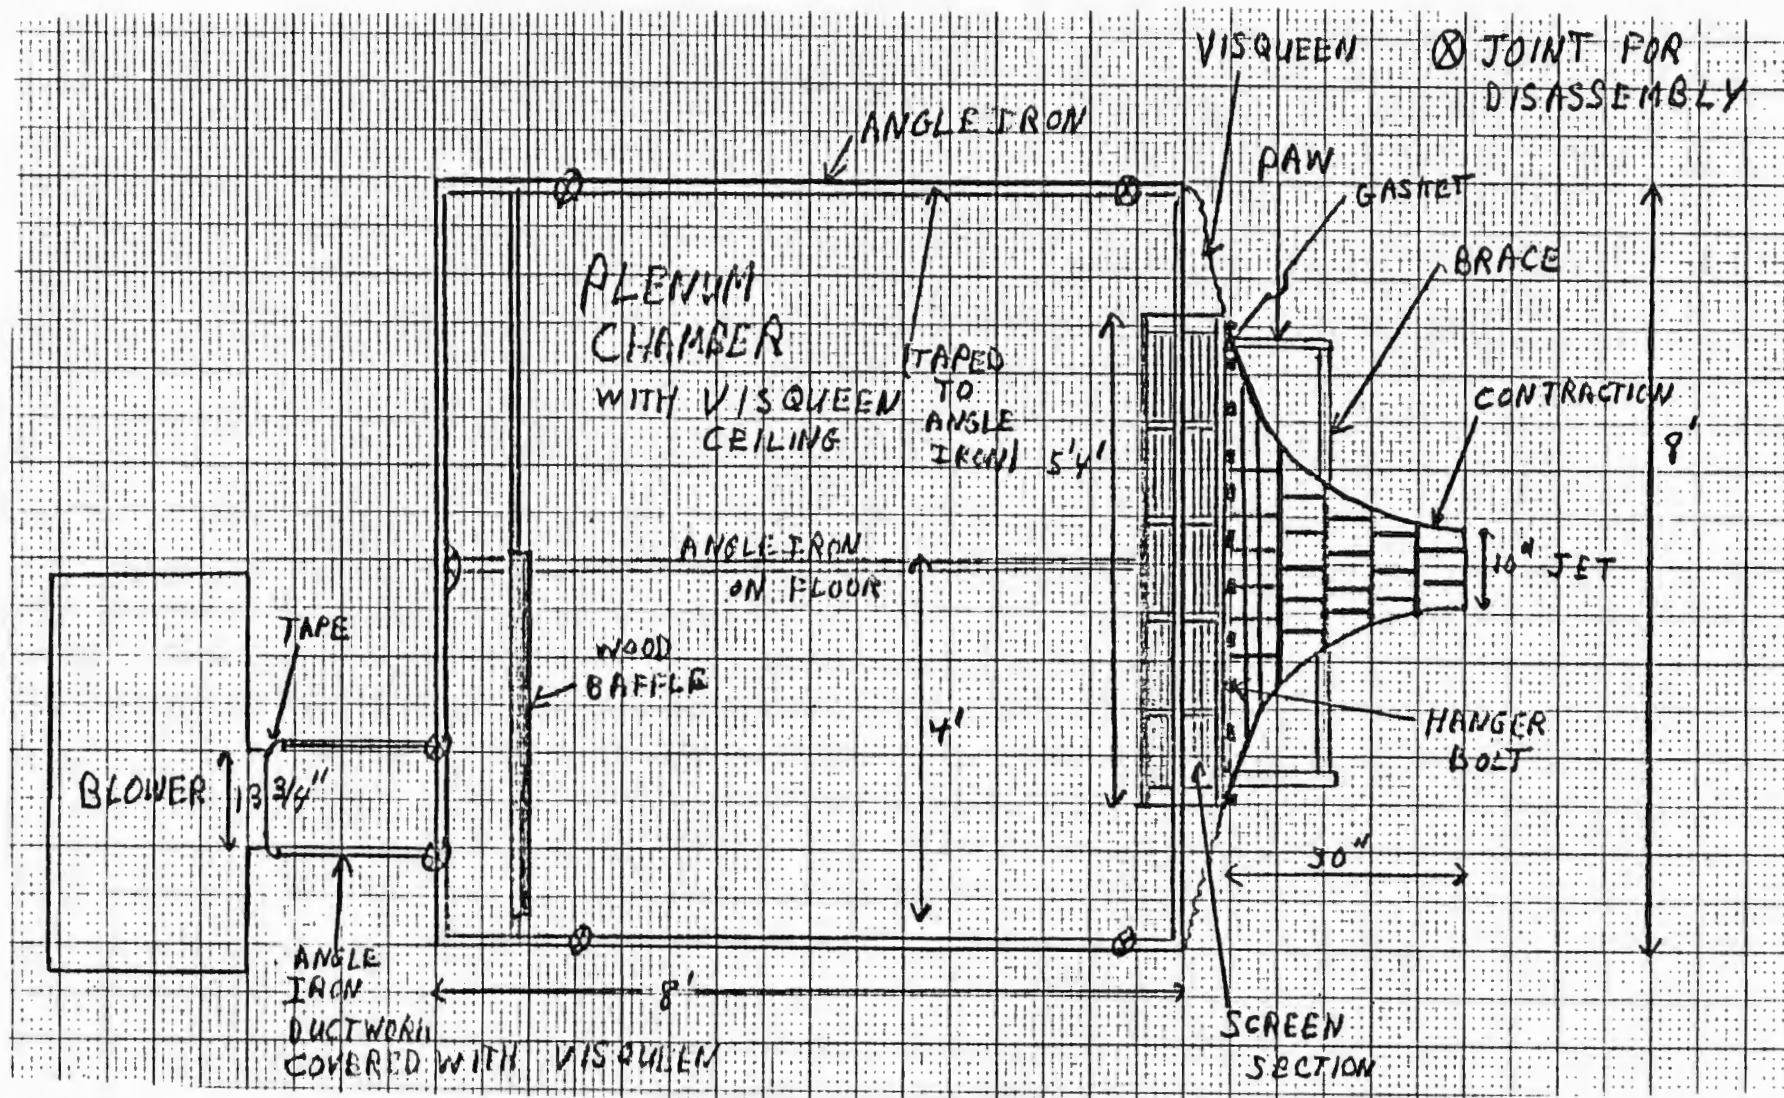 VISQUEEN
⊗ JOINT FOR
DISASSEMBLY
ANGLE IRON
PAW
GASKET
BRACE
PLENUM
CHAMBER
WITH VISQUEEN
CEILING
(TAPED
TO
ANGLE
IRON)
5'4"
CONTRACTION
8'
ANGLE IRON
ON FLOOR
10" JET
TAPE
WOOD
BAFFLE
4'
HANGER
BOLT
BLOWER
13 3/4"
30"
ANGLE
IRON
DUCTWORK
COVERED WITH VISQUEEN
8'
SCREEN
SECTION